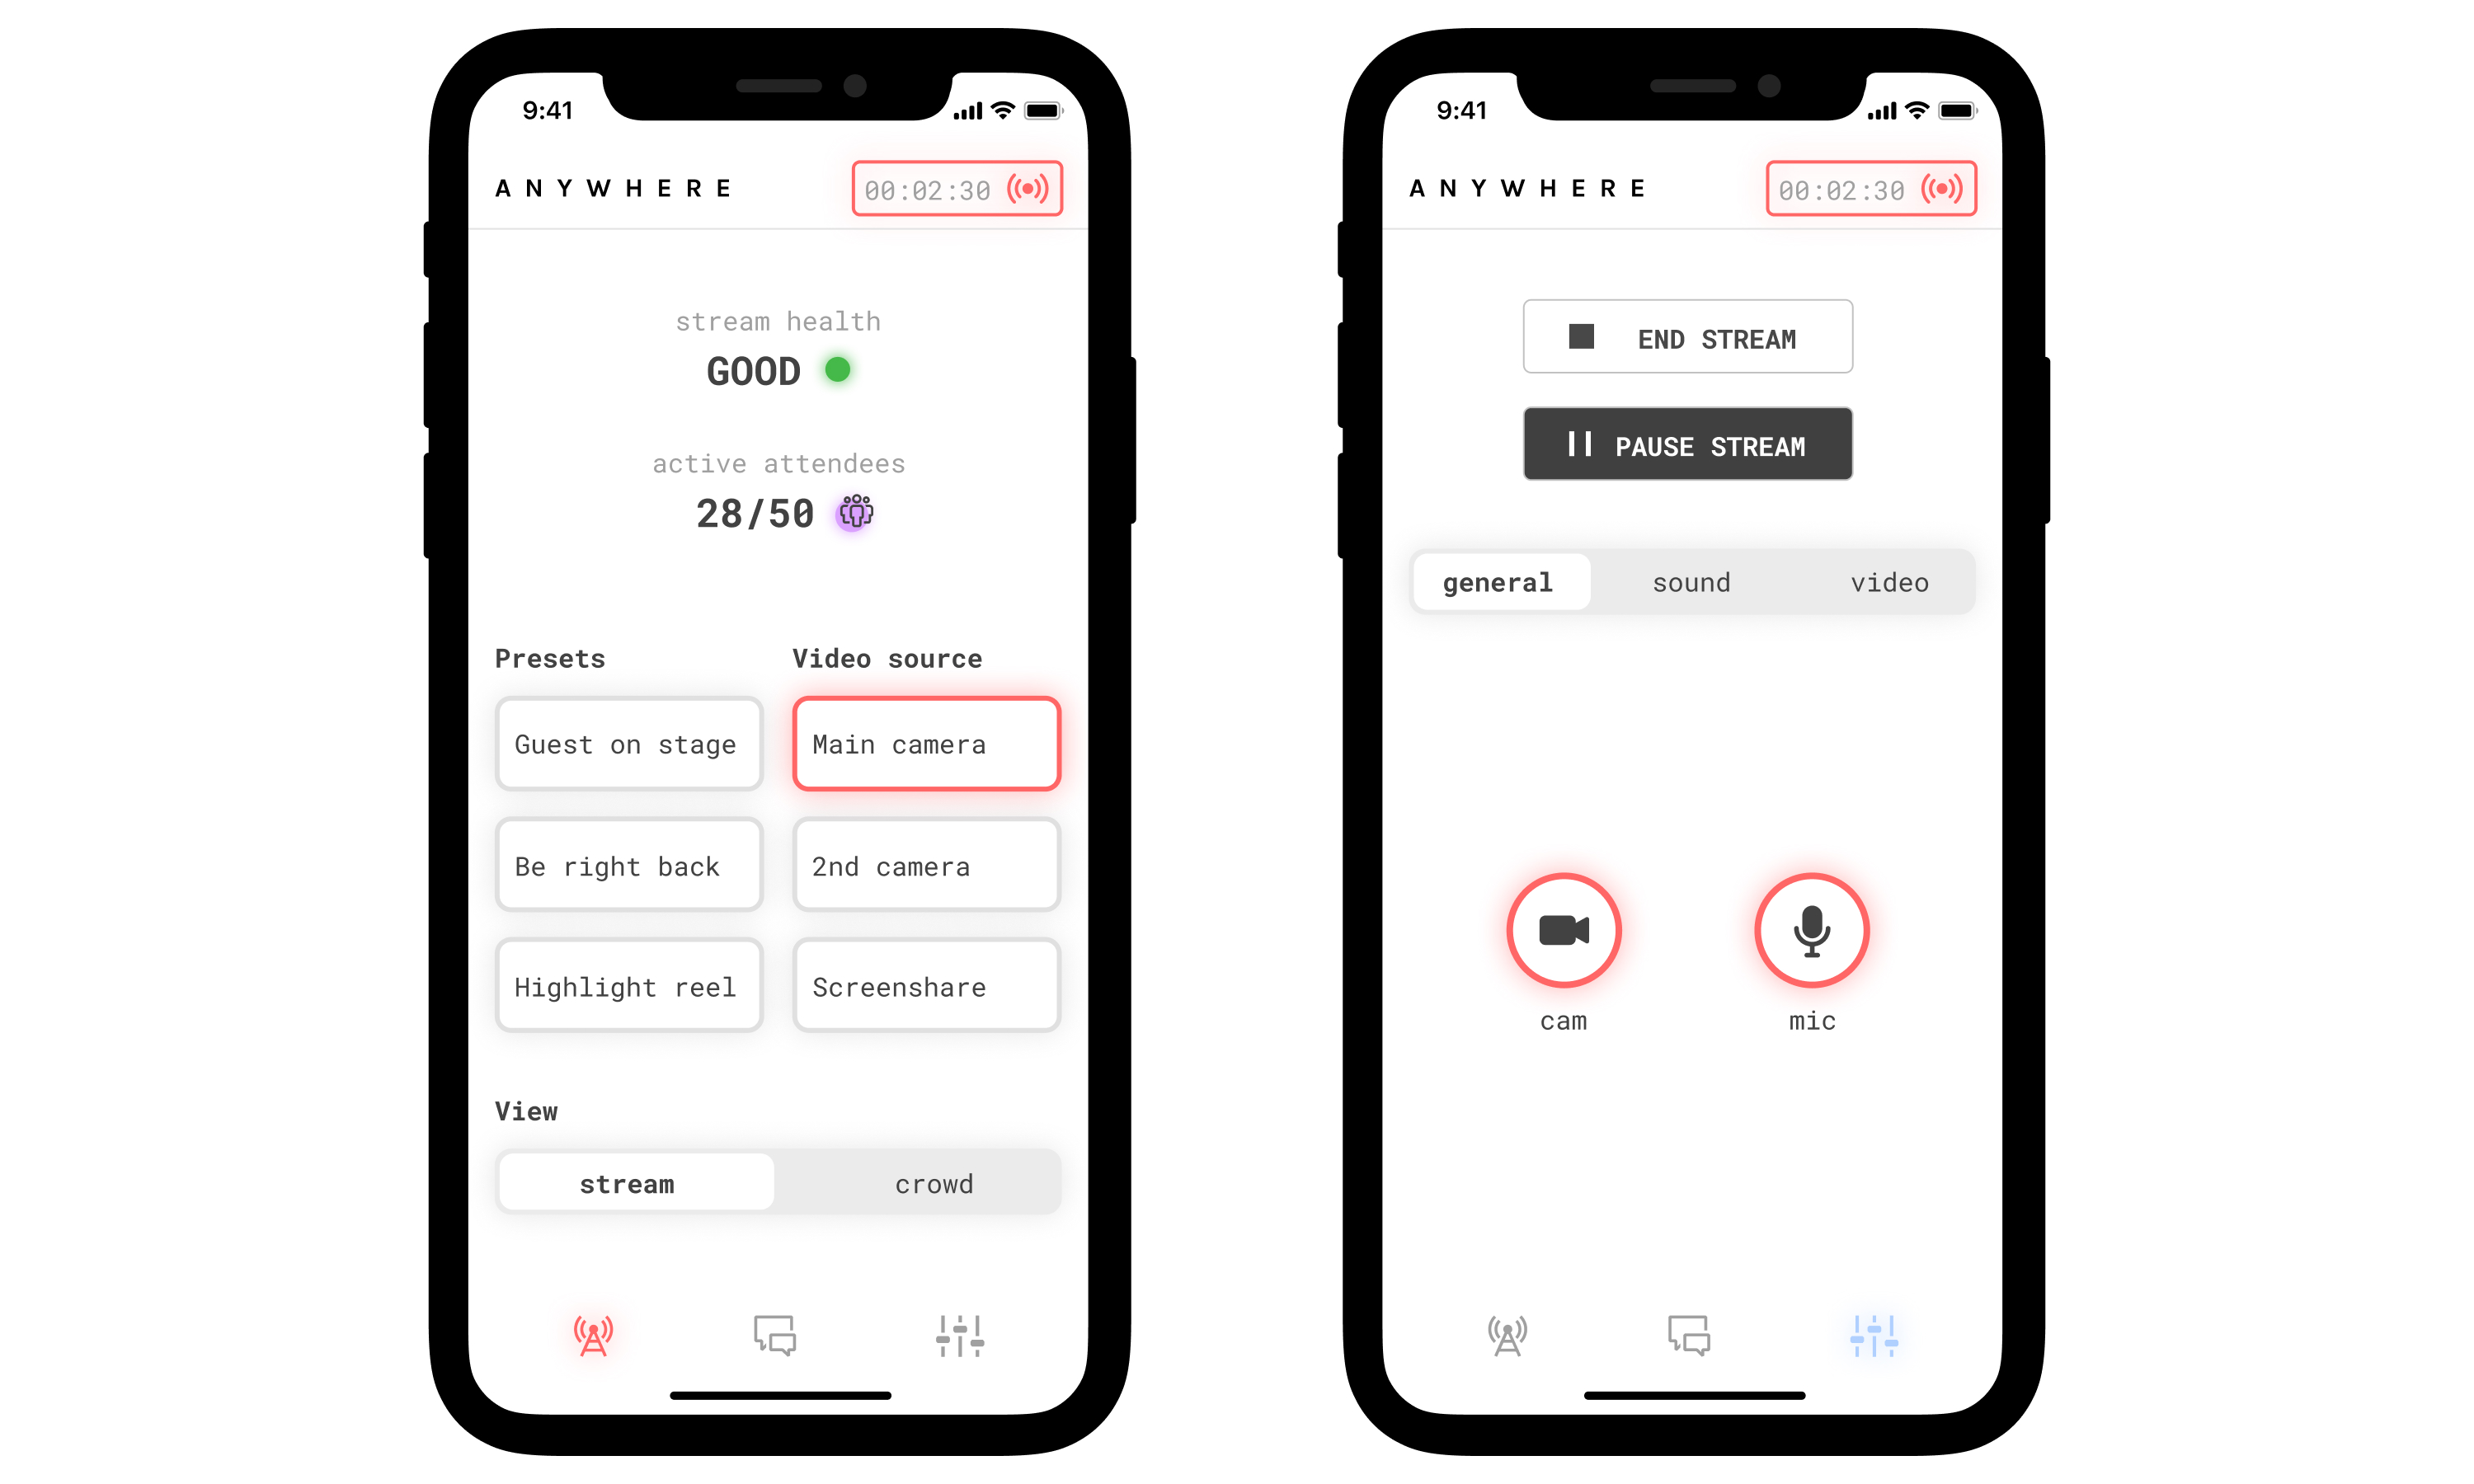 9:41
ANYWHERE
00:02:30
stream health
GOOD
active attendees
28/50
Presets
Video source
Guest on stage
Main camera
Be right back
2nd camera
Highlight reel
Screenshare
View
stream
crowd
9:41
ANYWHERE
00:02:30
END STREAM
PAUSE STREAM
general
sound
video
cam
mic